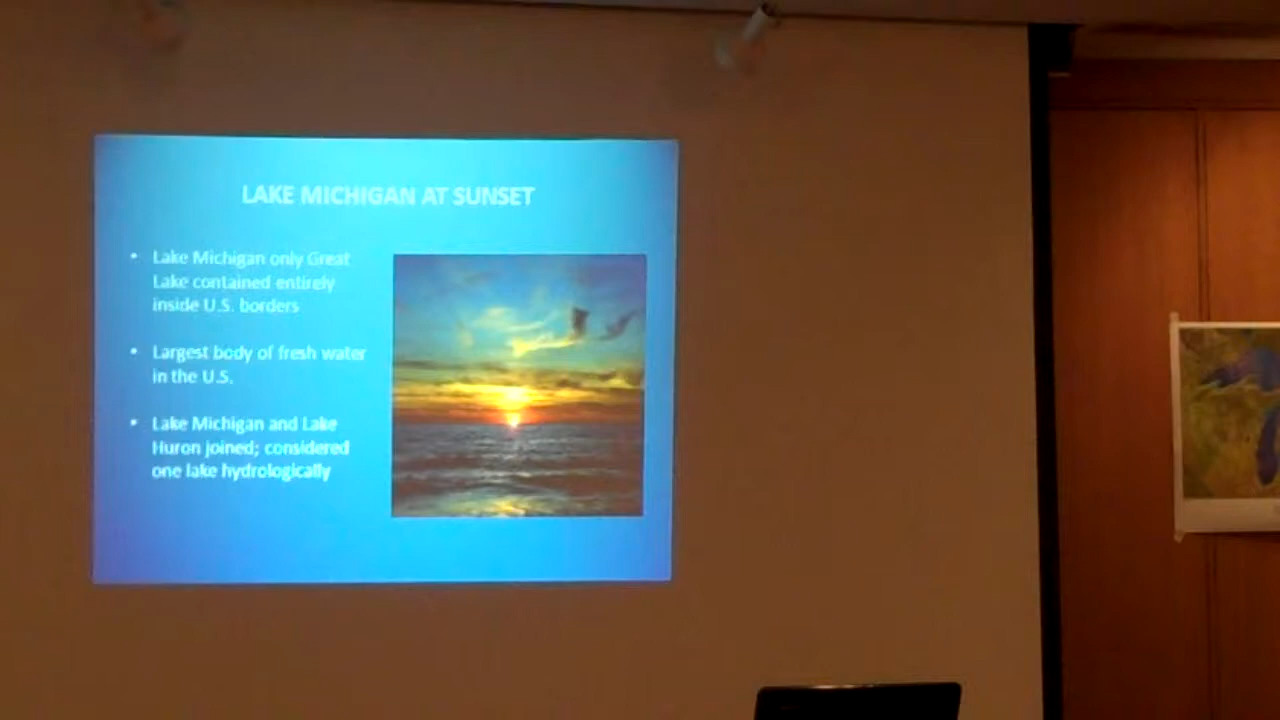 LAKE MICHIGAN AT SUNSET
• Lake Michigan only Great
Lake contained entirely
inside U.S. borders
• Largest body of fresh water
in the U.S.
• Lake Michigan and Lake
Huron joined; considered
one lake hydrologically